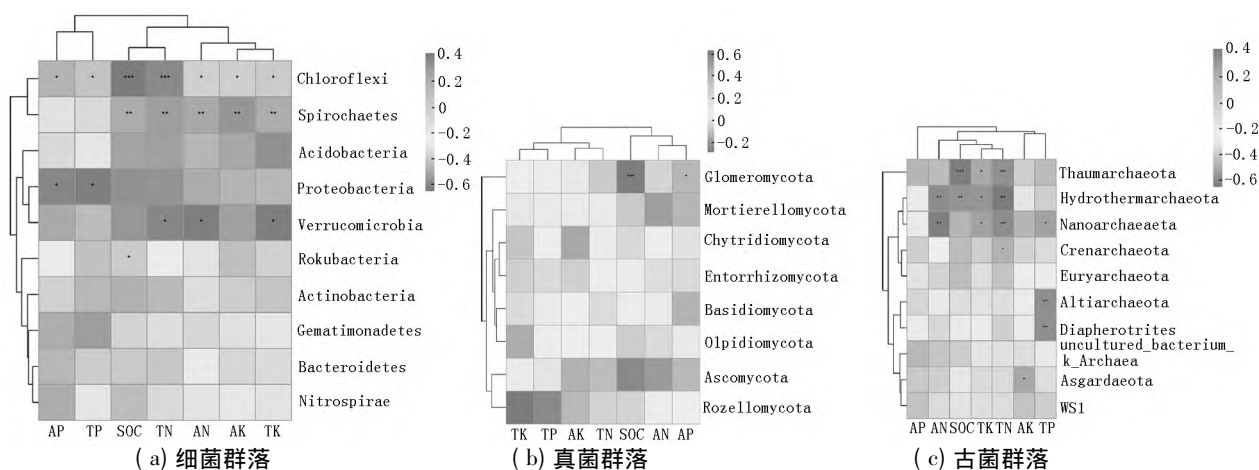 0.4
0.2
0
-0.2
-0.4
-0.6
Chloroflexi
Spirochaetes
Acidobacteria
Proteobacteria
Verrucomicrobia
Rokubacteria
Actinobacteria
Gematimonadetes
Bacteroidetes
Nitrospirae
AP TP SOC TN AN AK TK
(a) 细菌群落
0.6
0.4
0.2
0
-0.2
Glomeromycota
Mortierellomycota
Chytridiomycota
Entorrhizomycota
Basidiomycota
Olpidiomycota
Ascomycota
Rozellomycota
TK TP AK TN SOC AN AP
(b) 真菌群落
0.4
0.2
0
-0.2
-0.4
-0.6
Thaumarchaeota
Hydrothermarchaeota
Nanoarchaeaeta
Crenarchaeota
Euryarchaeota
Altiarchaeota
Diapherotrites
uncultured_bacterium_
k_Archaea
Asgardaeota
WS1
AP AN SOC TK TN AK TP
(c) 古菌群落